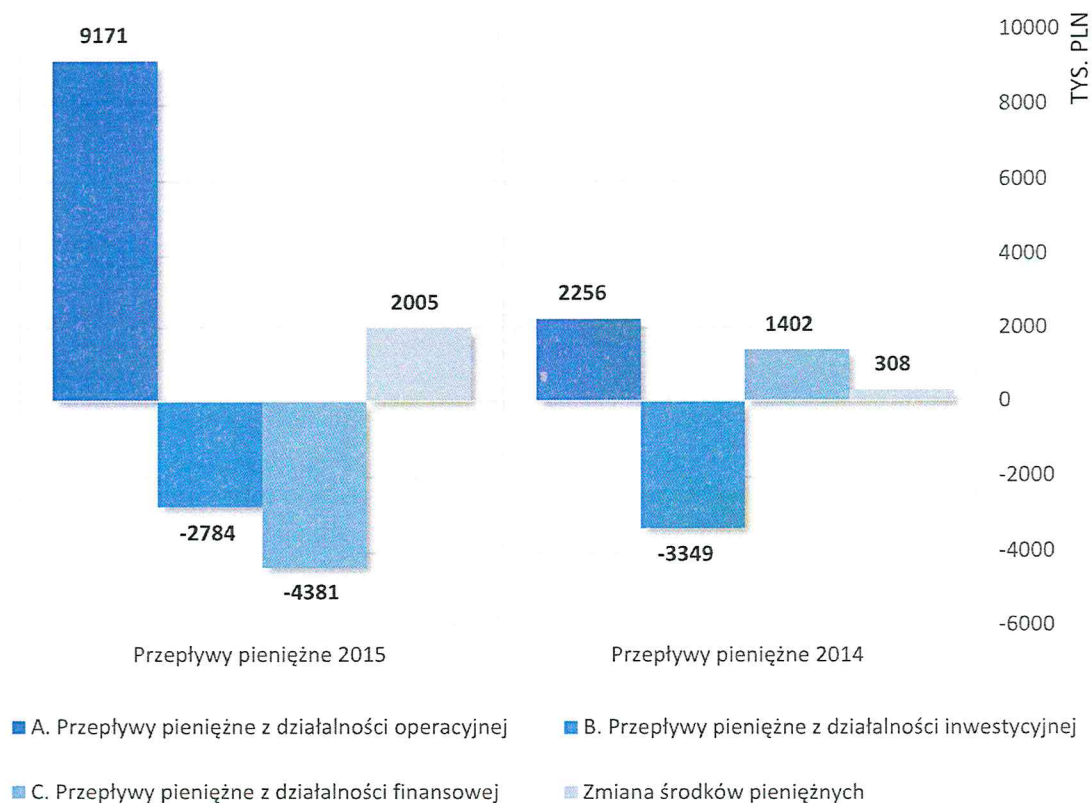 9171
2005
-2784
-4381
2256
1402
308
-3349
10000
8000
6000
4000
2000
0
-2000
-4000
-6000
TYS. PLN
Przepływy pieniężne 2015
Przepływy pieniężne 2014
A. Przepływy pieniężne z działalności operacyjnej
B. Przepływy pieniężne z działalności inwestycyjnej
C. Przepływy pieniężne z działalności finansowej
Zmiana środków pieniężnych